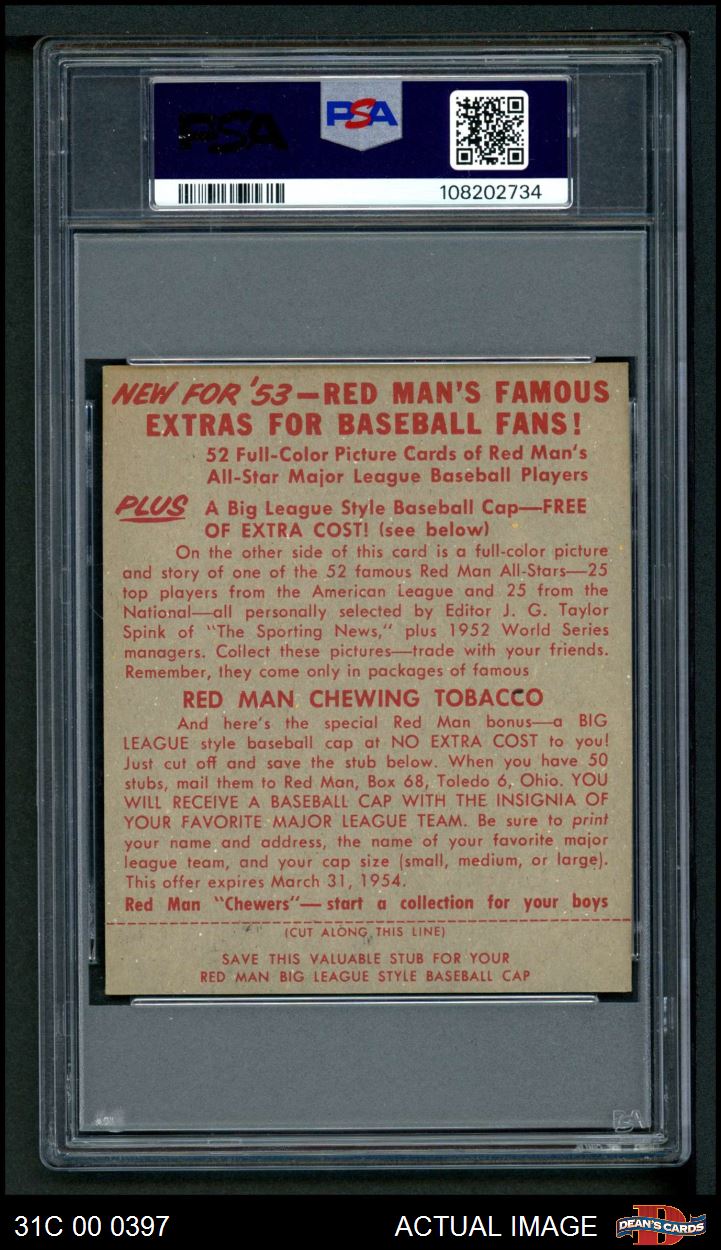 PSA
PSA
108202734
NEW FOR '53—RED MAN'S FAMOUS
EXTRAS FOR BASEBALL FANS!
52 Full-Color Picture Cards of Red Man's
All-Star Major League Baseball Players
PLUS A Big League Style Baseball Cap—FREE
OF EXTRA COST! (see below)
On the other side of this card is a full-color picture
and story of one of the 52 famous Red Man All-Stars—25
top players from the American League and 25 from the
National—all personally selected by Editor J. G. Taylor
Spink of "The Sporting News," plus 1952 World Series
managers. Collect these pictures—trade with your friends.
Remember, they come only in packages of famous
RED MAN CHEWING TOBACCO
And here's the special Red Man bonus—a BIG
LEAGUE style baseball cap at NO EXTRA COST to you!
Just cut off and save the stub below. When you have 50
stubs, mail them to Red Man, Box 68, Toledo 6, Ohio. YOU
WILL RECEIVE A BASEBALL CAP WITH THE INSIGNIA OF
YOUR FAVORITE MAJOR LEAGUE TEAM. Be sure to print
your name and address, the name of your favorite major
league team, and your cap size (small, medium, or large).
This offer expires March 31, 1954.
Red Man "Chewers"—start a collection for your boys
(CUT ALONG THIS LINE)
SAVE THIS VALUABLE STUB FOR YOUR
RED MAN BIG LEAGUE STYLE BASEBALL CAP
31C 00 0397 ACTUAL IMAGE DEAN'S CARDS